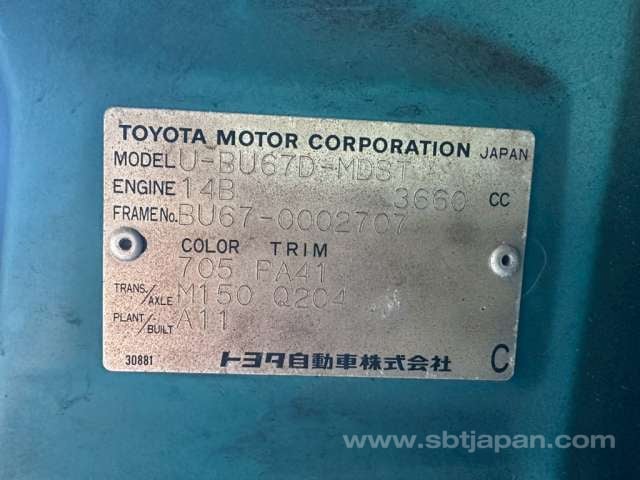 TOYOTA MOTOR CORPORATION JAPAN
MODEL U-BU67D-MDST
ENGINE 14B 3660 CC
FRAME No. BU67-0002707
COLOR TRIM
705 PA41
TRANS./AXLE M150 Q204
PLANT/BUILT A11
30881 トヨタ自動車株式会社 C
www.sbtjapan.com